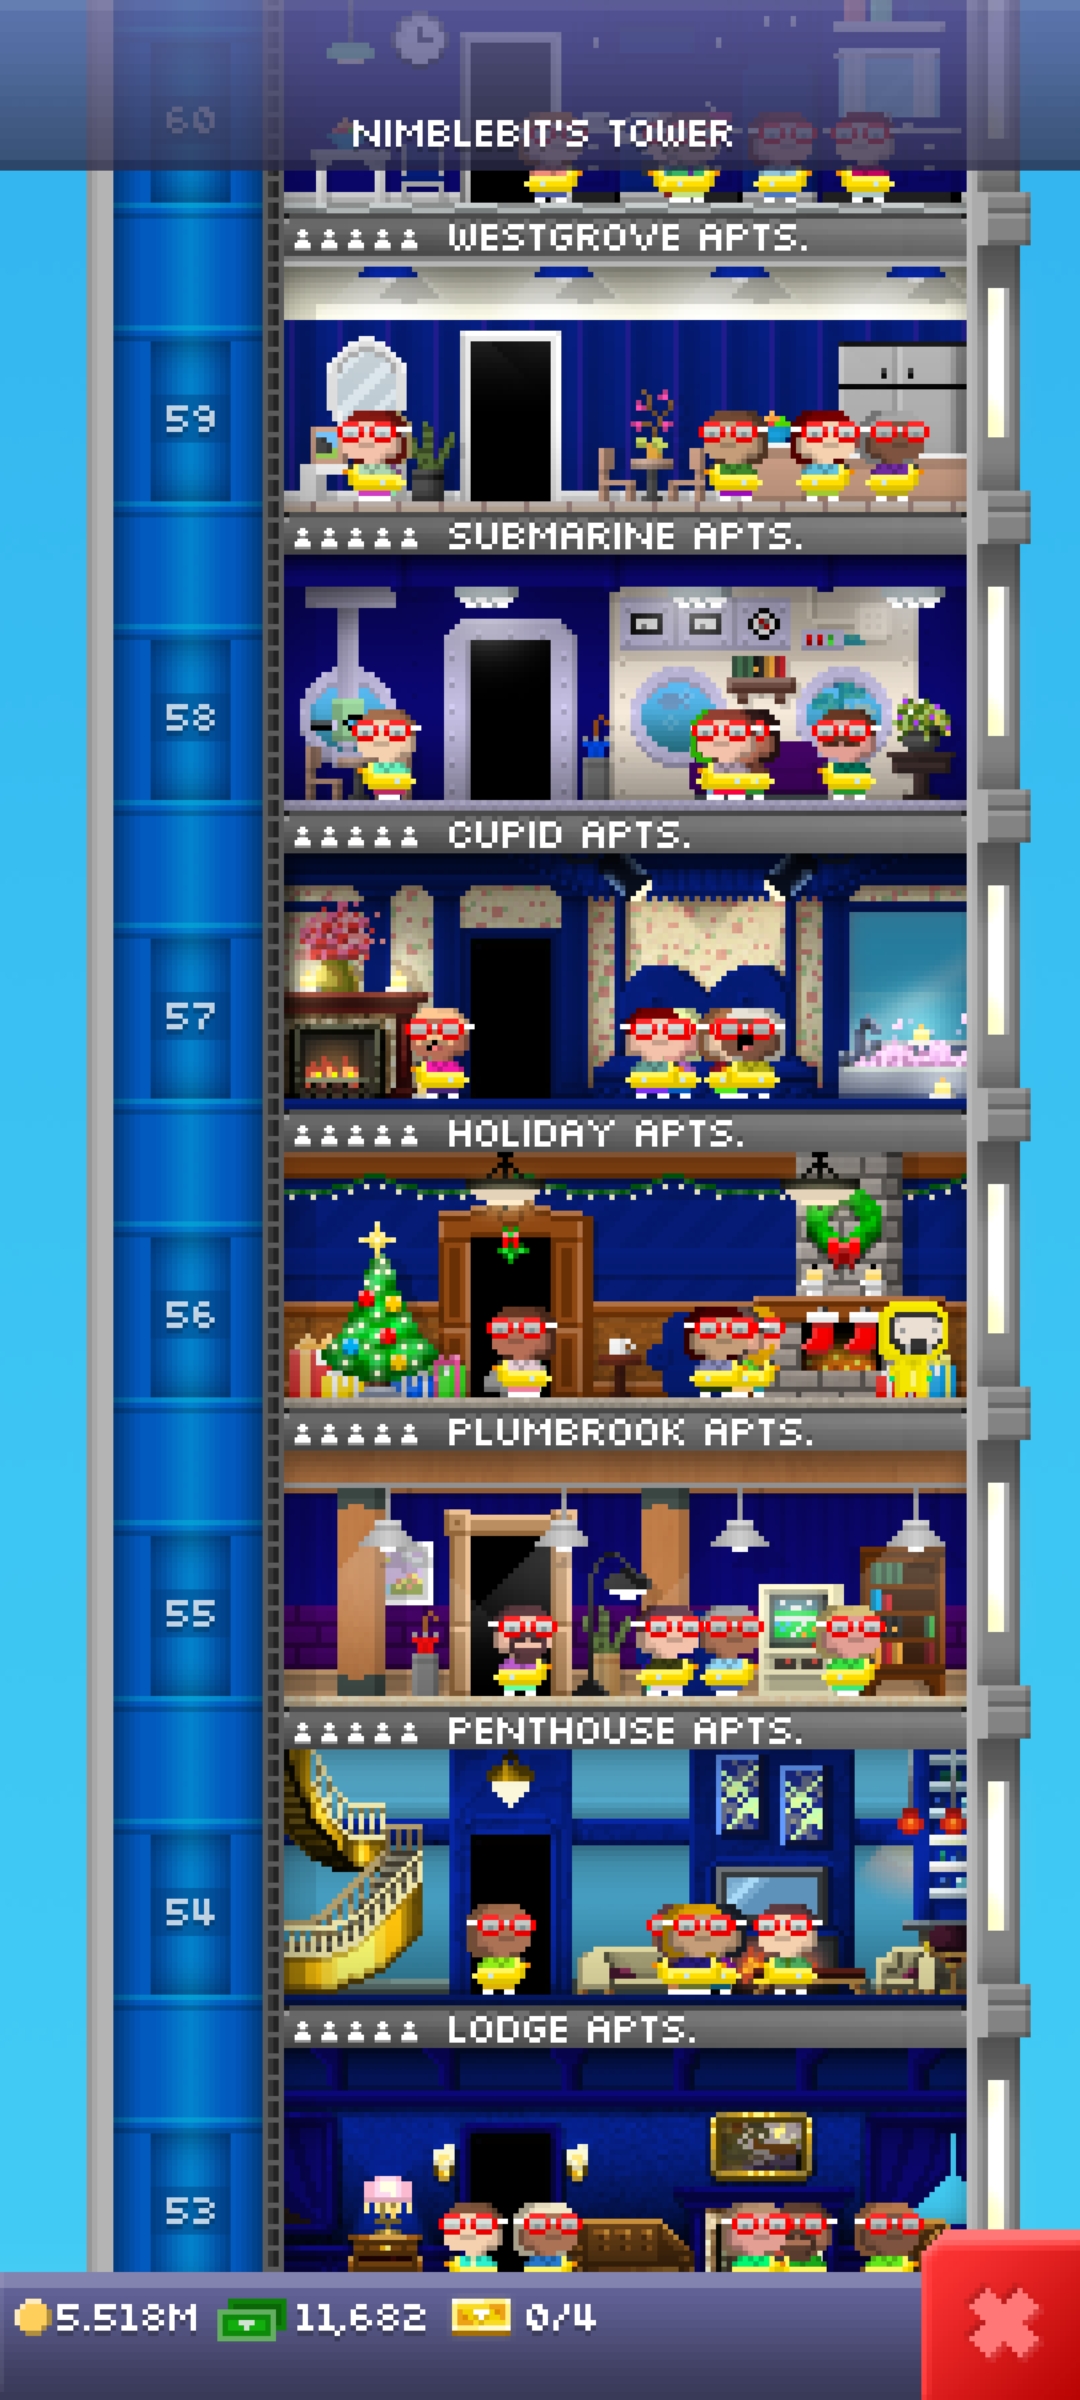 60
NIMBLEBIT'S TOWER
WESTGROVE APTS.
59
SUBMARINE APTS.
58
CUPID APTS.
57
HOLIDAY APTS.
56
PLUMBROOK APTS.
55
PENTHOUSE APTS.
54
LODGE APTS.
53
5.518M 11,682 0/4